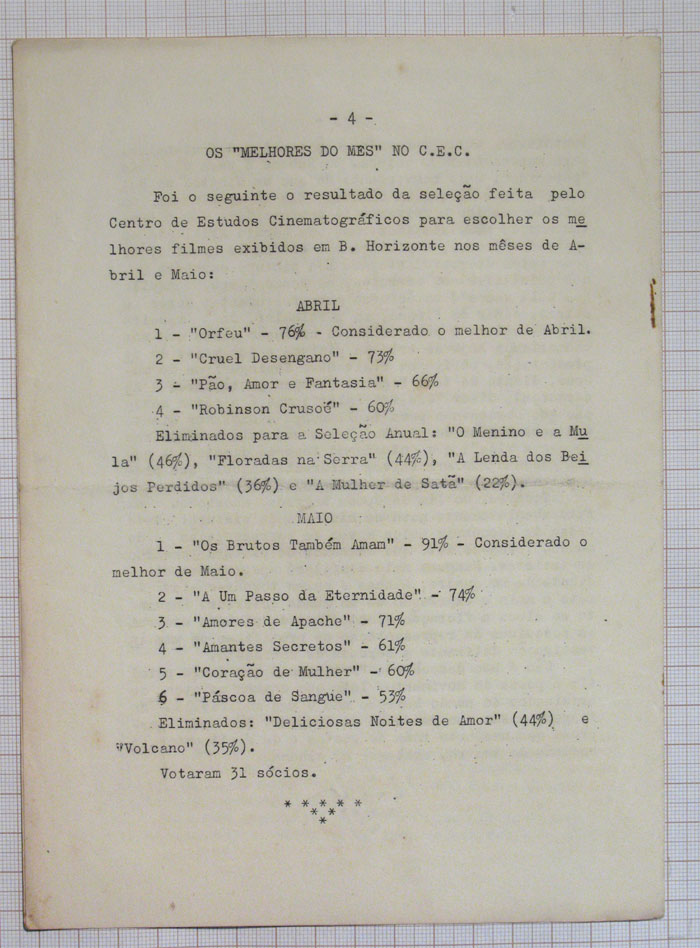 - 4 -
OS "MELHORES DO MES" NO C.E.C.
Foi o seguinte o resultado da seleção feita pelo
Centro de Estudos Cinematográficos para escolher os me
lhores filmes exibidos em B. Horizonte nos mêses de A-
bril e Maio:
ABRIL
1 - "Orfeu" - 76% - Considerado o melhor de Abril.
2 - "Cruel Desengano" - 73%
3 - "Pão, Amor e Fantasia" - 66%
4 - "Robinson Crusoé" - 60%
Eliminados para a Seleção Anual: "O Menino e a Mu
la" (46%), "Floradas na Serra" (44%), "A Lenda dos Bei
jos Perdidos" (36%) e "A Mulher de Satã" (22%).
MAIO
1 - "Os Brutos Também Amam" - 91% - Considerado o
melhor de Maio.
2 - "A Um Passo da Eternidade" - 74%
3 - "Amores de Apache" - 71%
4 - "Amantes Secretos" - 61%
5 - "Coração de Mulher" - 60%
6 - "Páscoa de Sangue" - 53%
Eliminados: "Deliciosas Noites de Amor" (44%) e
"Volcano" (35%).
Votaram 31 sócios.
* * * * *
* *
*